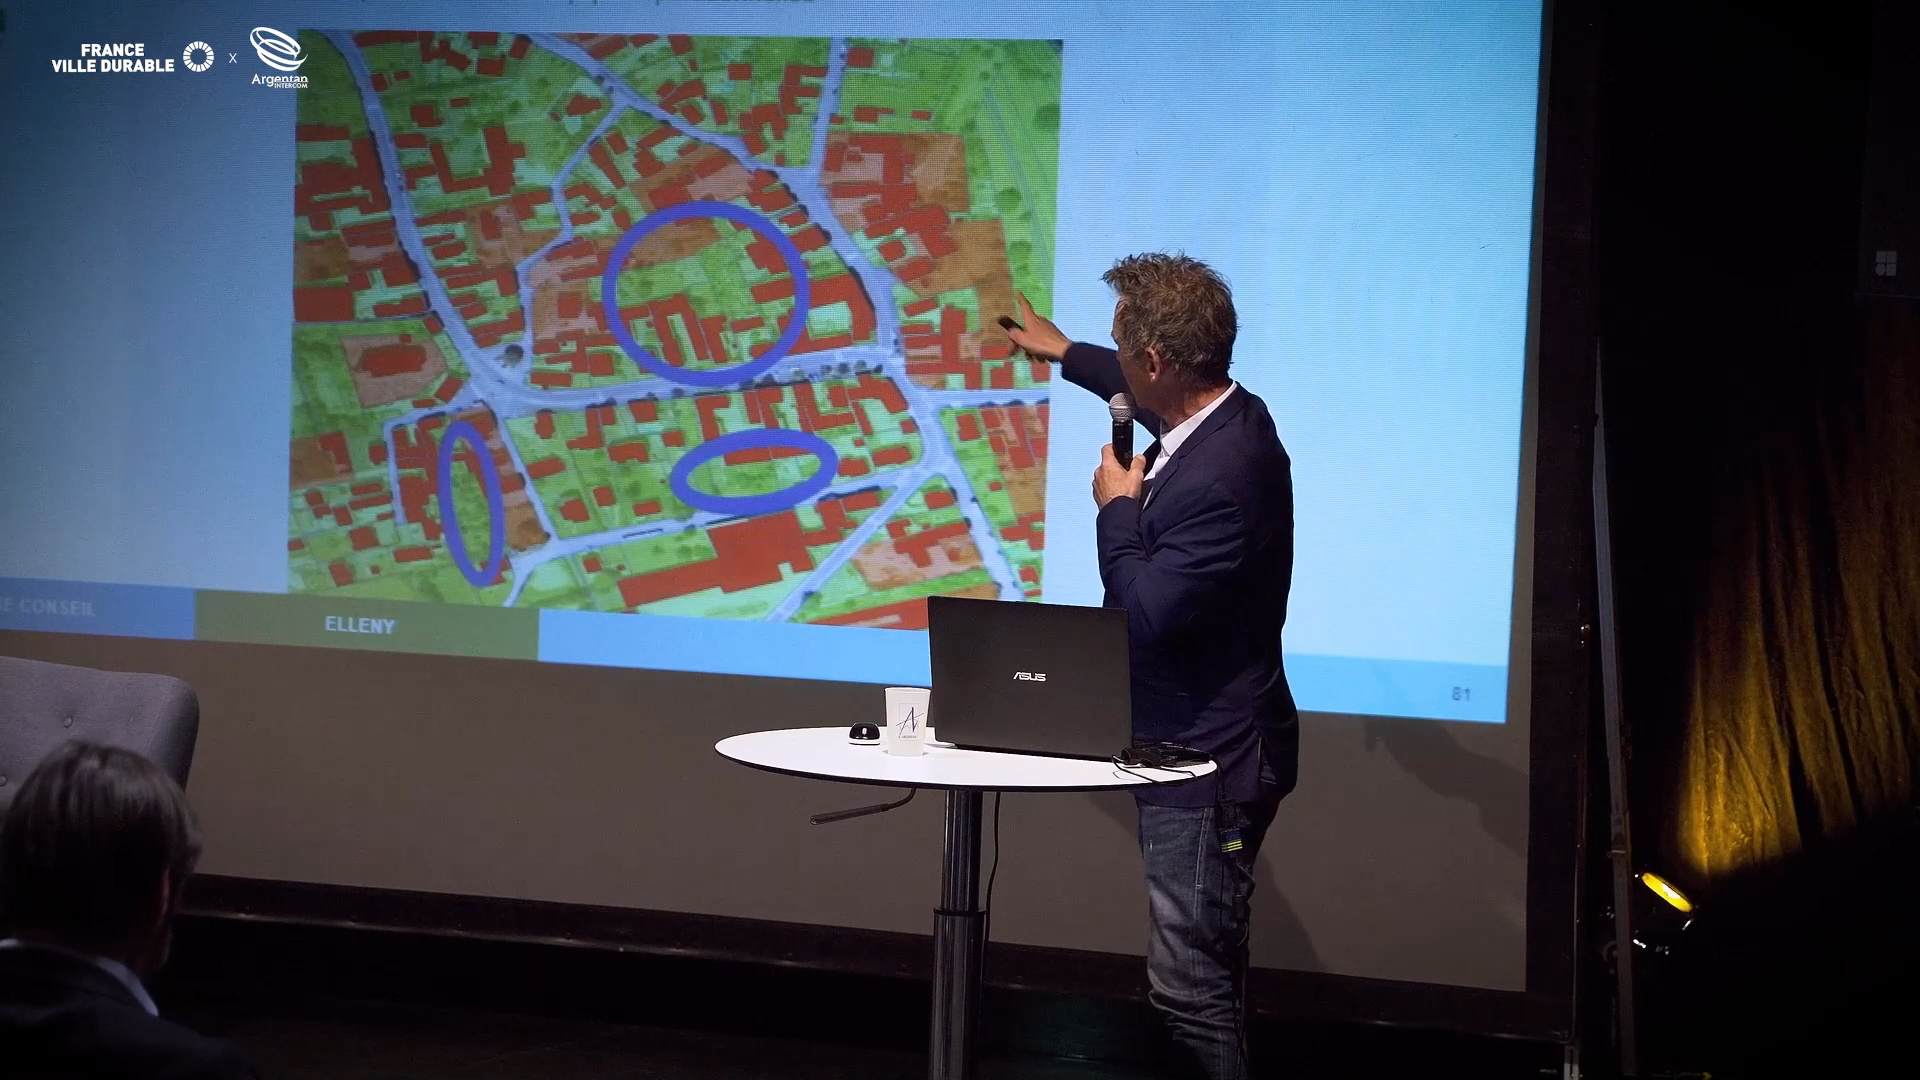 FRANCE
VILLE DURABLE
X
Argentan
INTERCOM
CONSEIL
ELLENY
81
ASUS